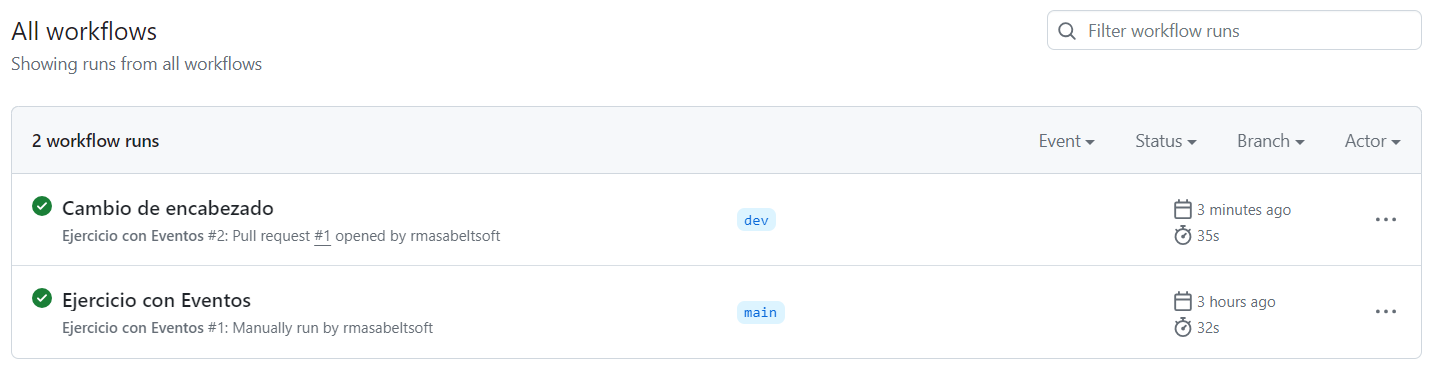 All workflows
Filter workflow runs
Showing runs from all workflows
2 workflow runs
Event
Status
Branch
Actor
Cambio de encabezado
Ejercicio con Eventos #2: Pull request #1 opened by rmasabeltsoft
dev
3 minutes ago
35s
Ejercicio con Eventos
Ejercicio con Eventos #1: Manually run by rmasabeltsoft
main
3 hours ago
32s